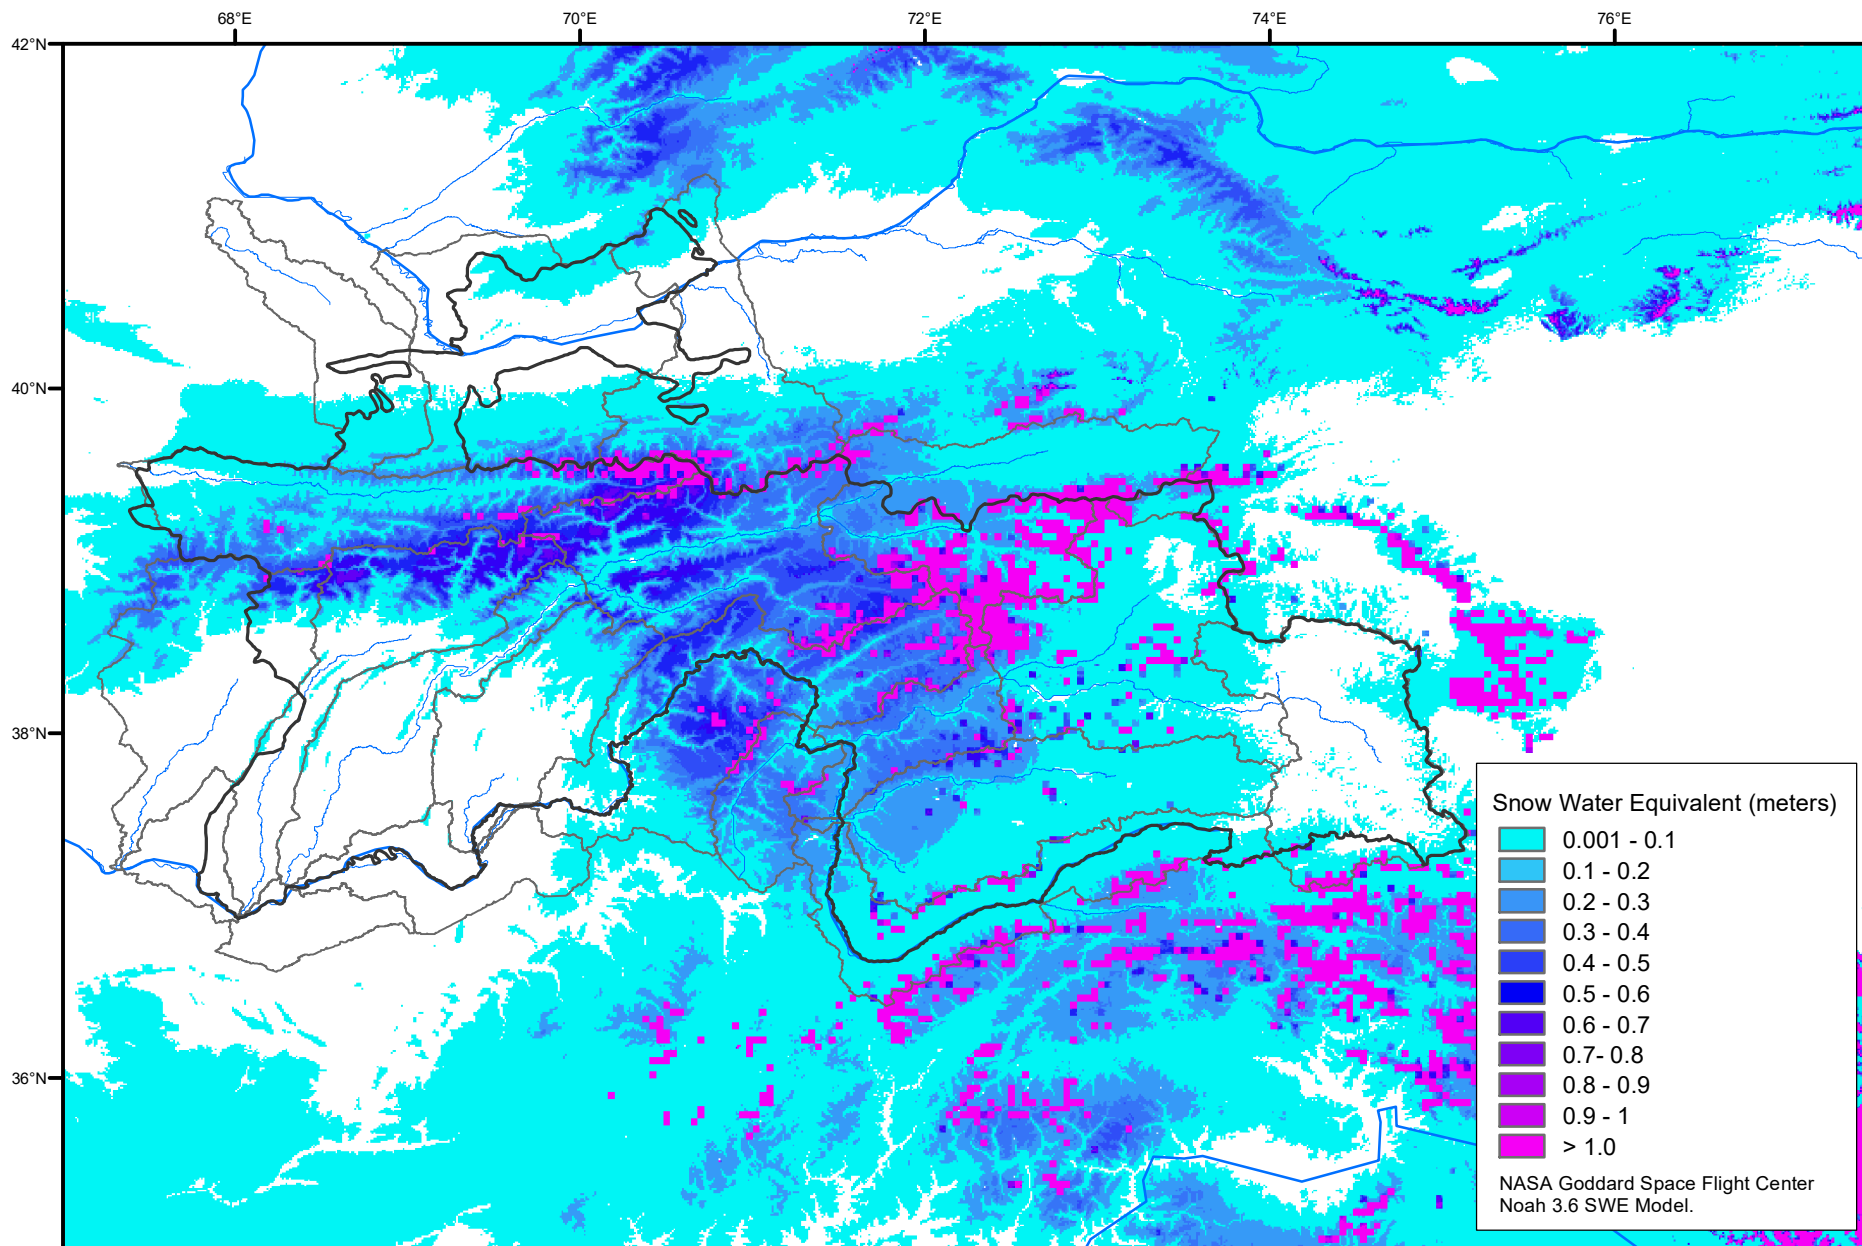 68°E
70°E
72°E
74°E
76°E
42°N
40°N
38°N
36°N
Snow Water Equivalent (meters)
0.001 - 0.1
0.1 - 0.2
0.2 - 0.3
0.3 - 0.4
0.4 - 0.5
0.5 - 0.6
0.6 - 0.7
0.7- 0.8
0.8 - 0.9
0.9 - 1
> 1.0
NASA Goddard Space Flight Center
Noah 3.6 SWE Model.